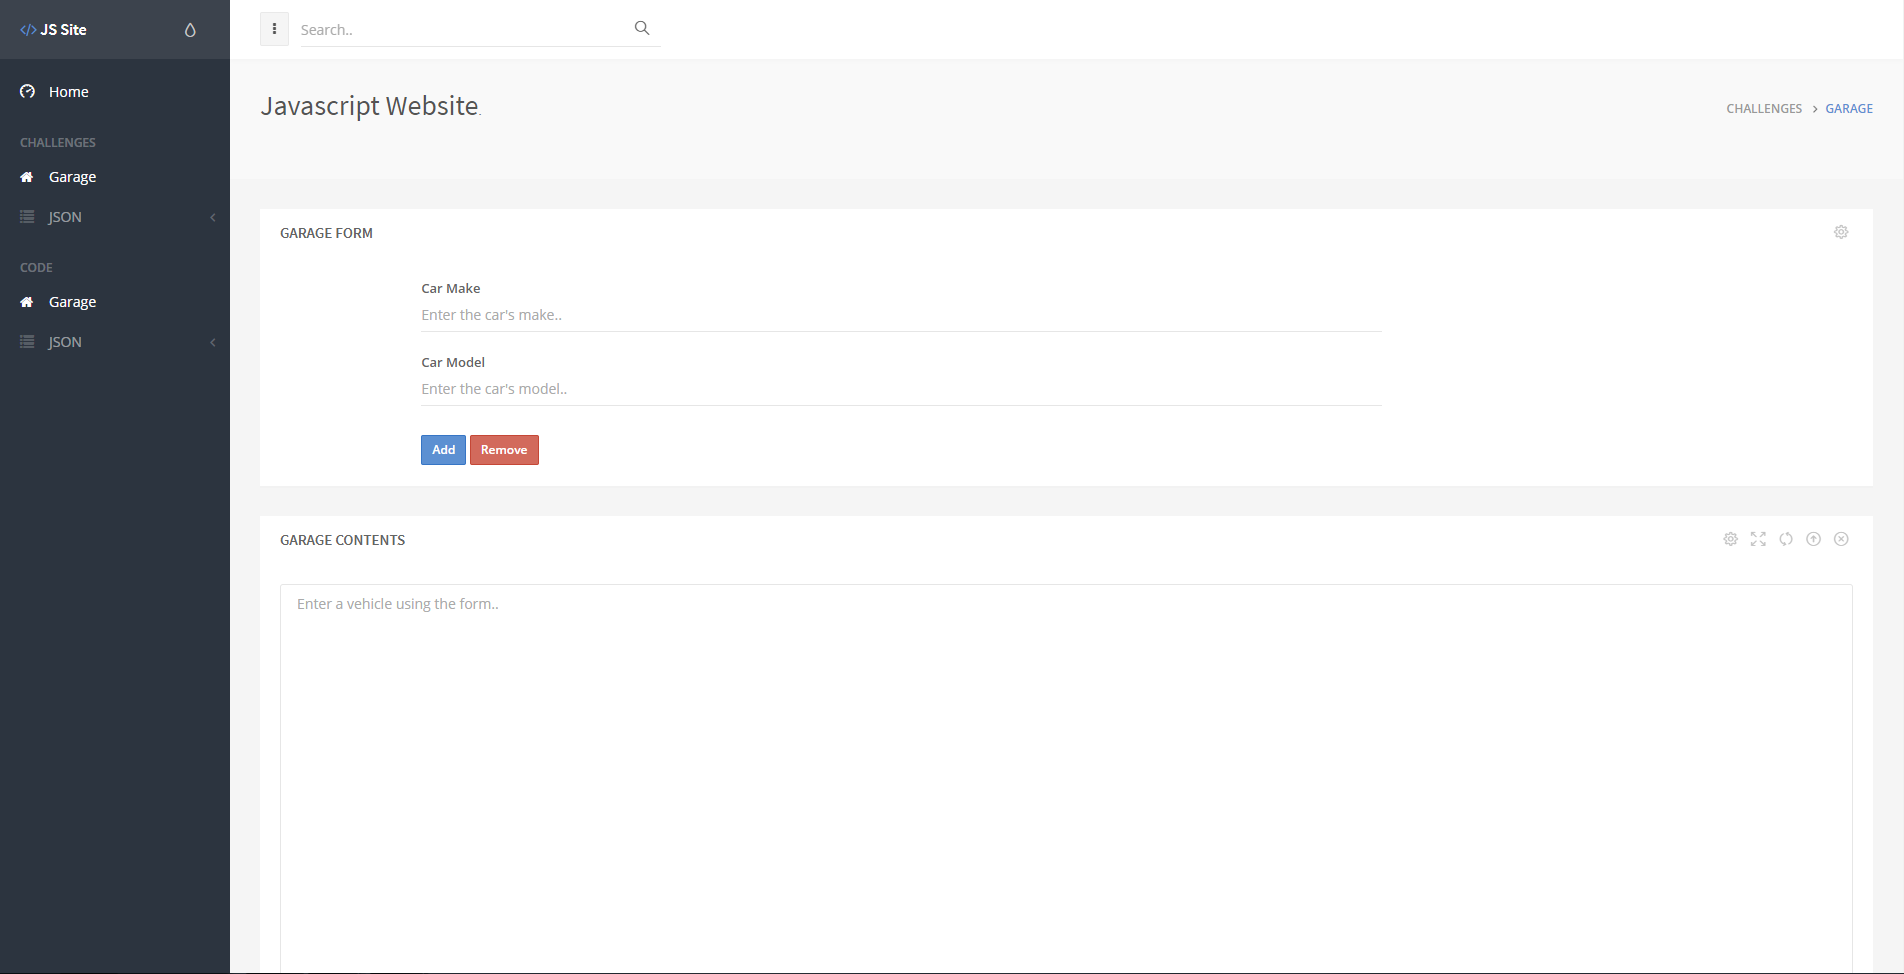 </> JS Site
Search..
Home
CHALLENGES
Garage
JSON
CODE
Garage
JSON
Javascript Website.
CHALLENGES > GARAGE
GARAGE FORM
Car Make
Enter the car's make..
Car Model
Enter the car's model..
Add Remove
GARAGE CONTENTS
Enter a vehicle using the form..